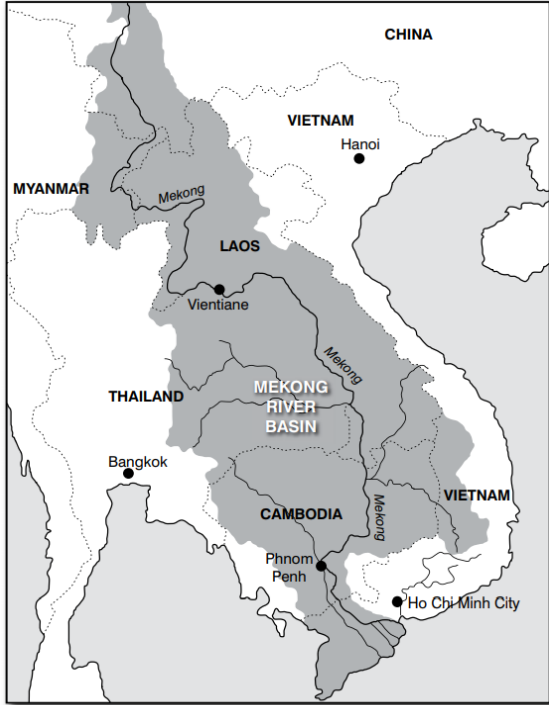 CHINA
VIETNAM
Hanoi
MYANMAR
Mekong
LAOS
Vientiane
Mekong
THAILAND
MEKONG
RIVER
BASIN
Bangkok
VIETNAM
CAMBODIA
Mekong
Phnom
Penh
Ho Chi Minh City